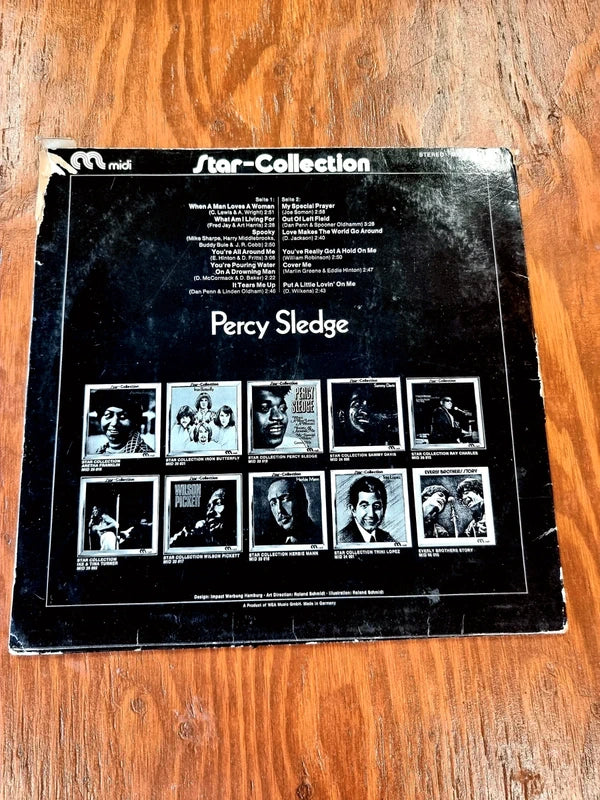 midi
Star-Collection
STEREO
Seite 1:
When A Man Loves A Woman
(C. Lewis & A. Wright) 2:51
What Am I Living For
(Fred Jay & Art Harris) 2:28
Spooky
(Mike Sharpe, Harry Middlebrooks,
Buddy Buie & J. R. Cobb) 2:50
You're All Around Me
(E. Hinton & D. Fritts) 3:06
You're Pouring Water
On A Drowning Man
(D. McCormack & D. Baker) 2:22
It Tears Me Up
(Dan Penn & Linden Oldham) 2:46
Seite 2:
My Special Prayer
(Joe Somon) 2:58
Out Of Left Field
(Dan Penn & Spooner Oldhamm) 3:28
Love Makes The World Go Around
(D. Jackson) 2:40
You've Really Got A Hold On Me
(William Robinson) 2:50
Cover Me
(Marlin Greene & Eddie Hinton) 2:47
Put A Little Lovin' On Me
(D. Wilkens) 2:43
Percy Sledge
STAR COLLECTION
ARETHA FRANKLIN
STAR COLLECTION IRON BUTTERFLY
PERCY
SLEDGE
STAR COLLECTION PERCY SLEDGE
Sammy Davis
STAR COLLECTION SAMMY DAVIS
STAR COLLECTION RAY CHARLES
STAR COLLECTION
IKE & TINA TURNER
WILSON
PICKETT
STAR COLLECTION WILSON PICKETT
Herbie Mann
STAR COLLECTION HERBIE MANN
Trini Lopez
STAR COLLECTION TRINI LOPEZ
EVERLY BROTHERS STORY
EVERLY BROTHERS STORY
Design: Impact Werbung Hamburg · Art Direction: Roland Schmidt · Illustration: Roland Schmidt
A Product of WEA Music GmbH. Made in Germany